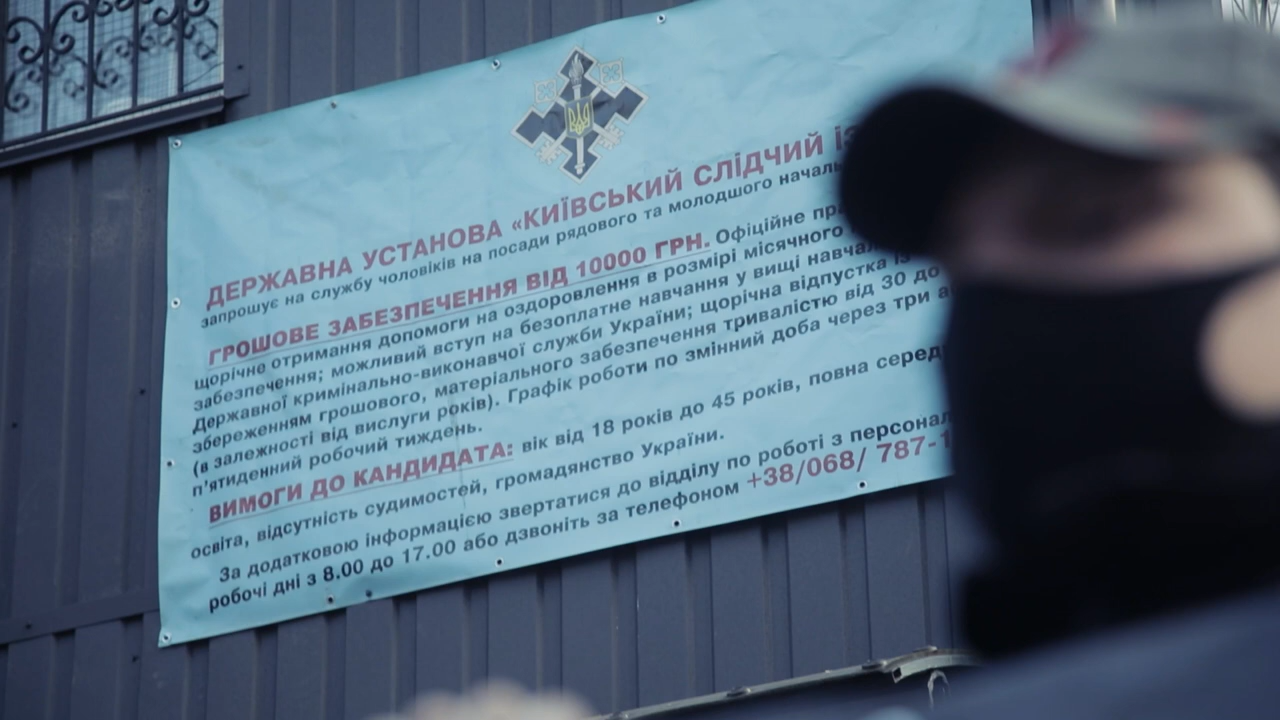 ДЕРЖАВНА УСТАНОВА «КИЇВСЬКИЙ СЛІДЧИЙ
запрошує на службу чоловіків на посади рядового та молодшого
ГРОШОВЕ ЗАБЕЗПЕЧЕННЯ ВІД 10000 ГРН. Офіційне
щорічне отримання допомоги на оздоровлення в розмірі місячного
забезпечення; можливий вступ на безоплатне навчання у вищі
Державної кримінально-виконавчої служби України; щорічна відпустка із
збереженням грошового, матеріального забезпечення тривалістю від 30 до
(в залежності від вислуги років). Графік роботи по змінний доба через три
п’ятиденний робочий тиждень.
ВИМОГИ ДО КАНДИДАТА: вік від 18 років до 45 років, повна
освіта, відсутність судимостей, громадянство України.
За додатковою інформацією звертатися до відділу по роботі з
робочі дні з 8.00 до 17.00 або дзвоніть за телефоном +38/068/ 787-1